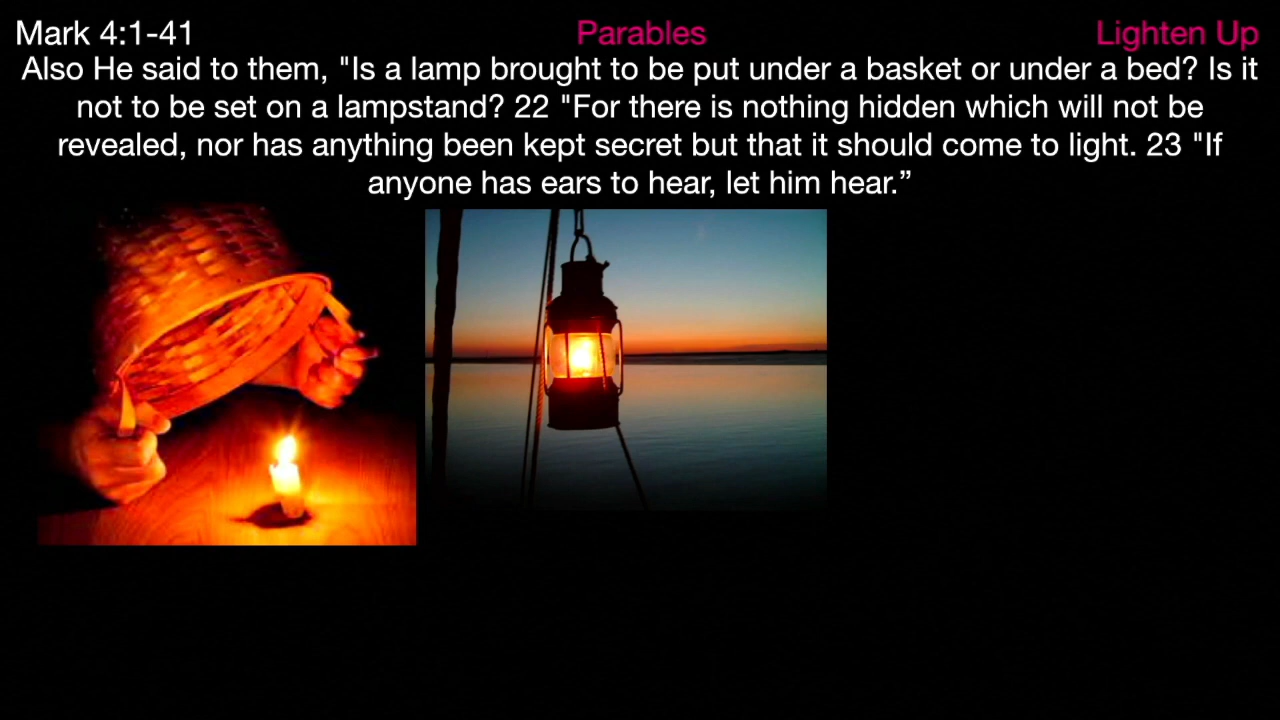 Mark 4:1-41 Parables Lighten Up
Also He said to them, "Is a lamp brought to be put under a basket or under a bed? Is it
not to be set on a lampstand? 22 "For there is nothing hidden which will not be
revealed, nor has anything been kept secret but that it should come to light. 23 "If
anyone has ears to hear, let him hear.”